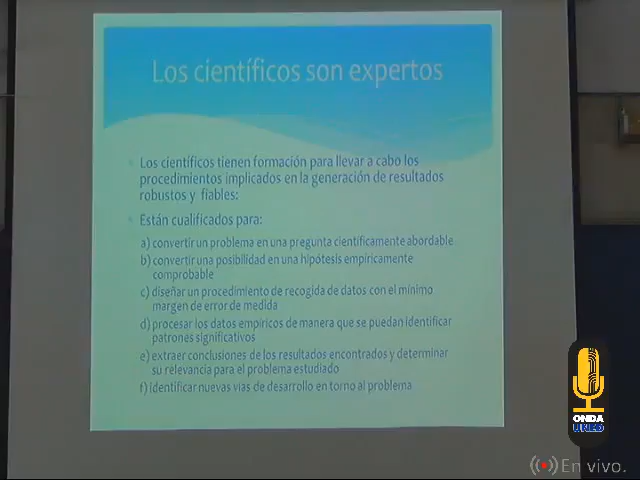 Los científicos son expertos
Los científicos tienen formación para llevar a cabo los
procedimientos implicados en la generación de resultados
robustos y fiables:
Están cualificados para:
a) convertir un problema en una pregunta científicamente abordable
b) convertir una posibilidad en una hipótesis empíricamente
comprobable
c) diseñar un procedimiento de recogida de datos con el mínimo
margen de error de medida
d) procesar los datos empíricos de manera que se puedan identificar
patrones significativos
e) extraer conclusiones de los resultados encontrados y determinar
su relevancia para el problema estudiado
f) identificar nuevas vías de desarrollo en torno al problema
ONDA
UNED
En vivo.